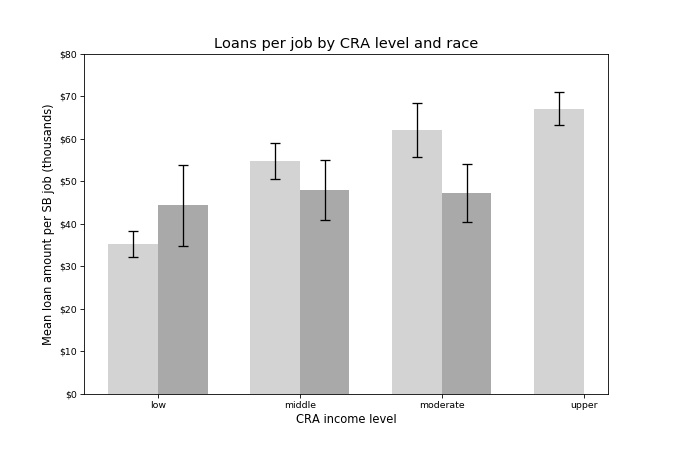 Loans per job by CRA level and race
Mean loan amount per SB job (thousands)
$80
$70
$60
$50
$40
$30
$20
$10
$0
low middle moderate upper
CRA income level